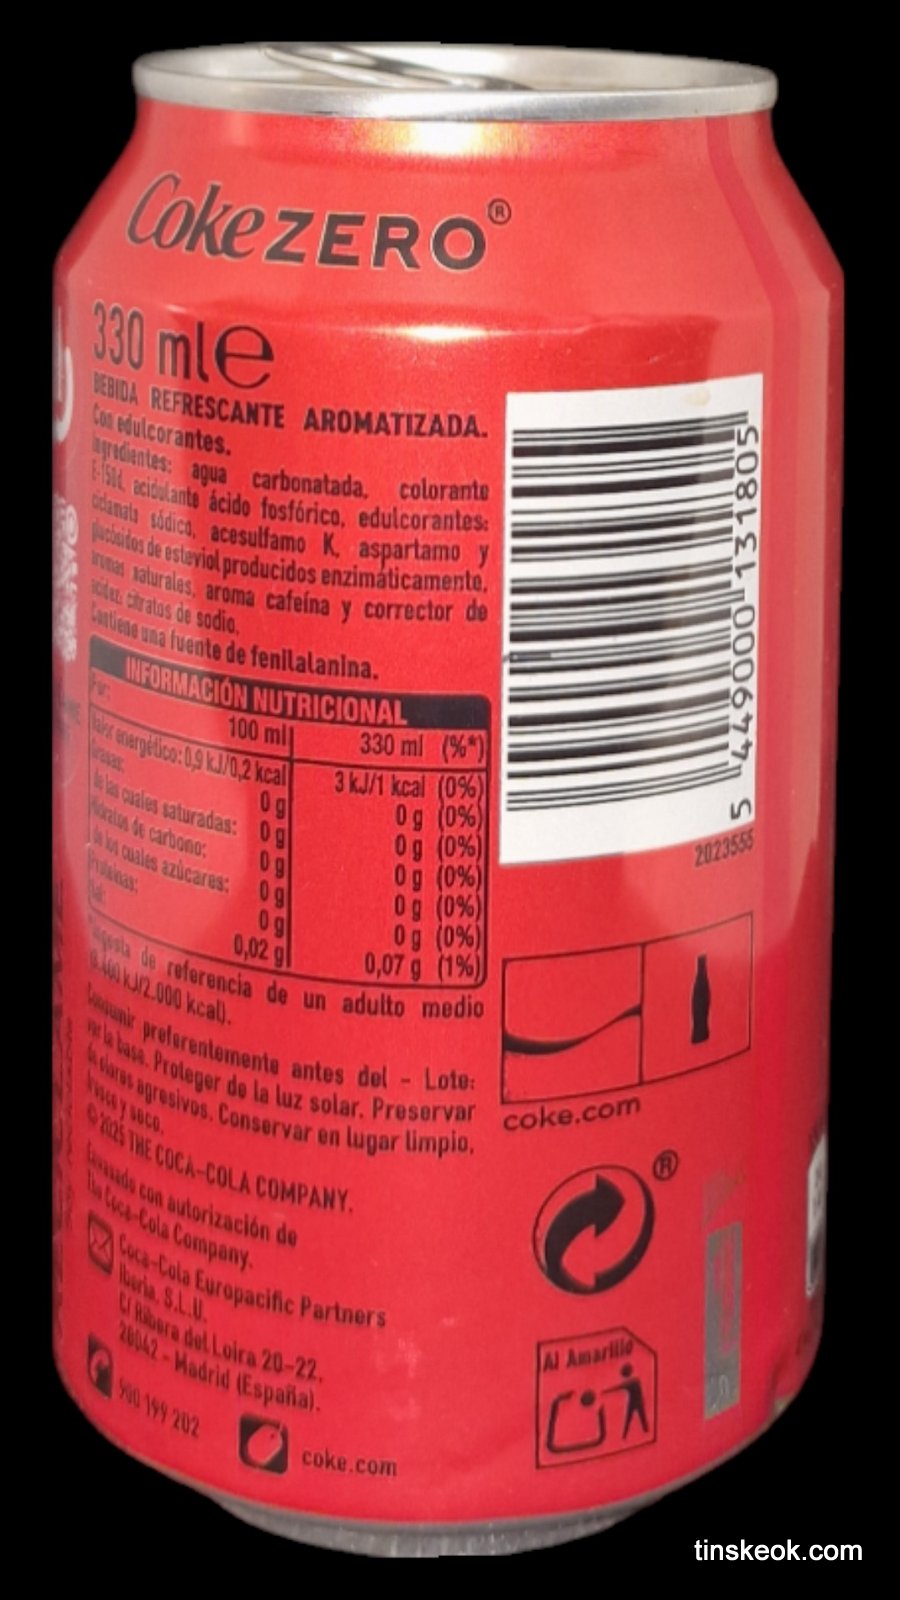 Coke ZERO®
330 ml e
BEBIDA REFRESCANTE AROMATIZADA.
Con edulcorantes.
Ingredientes: agua carbonatada, colorante
E-150d, acidulante ácido fosfórico, edulcorantes:
ciclamato sódico, acesulfamo K, aspartamo y
glucósidos de esteviol producidos enzimáticamente,
aromas naturales, aroma cafeína y corrector de
acidez: citratos de sodio.
Contiene una fuente de fenilalanina.
INFORMACIÓN NUTRICIONAL
Por: 100 ml 330 ml (%*)
Valor energético: 0,9 kJ/0,2 kcal 3 kJ/1 kcal (0%)
Grasas: 0 g 0 g (0%)
de las cuales saturadas: 0 g 0 g (0%)
Hidratos de carbono: 0 g 0 g (0%)
de los cuales azúcares: 0 g 0 g (0%)
Proteínas: 0 g 0 g (0%)
Sal: 0,02 g 0,07 g (1%)
*Ingesta de referencia de un adulto medio
(8.400 kJ/2.000 kcal).
Consumir preferentemente antes del - Lote:
ver la base. Proteger de la luz solar. Preservar
de olores agresivos. Conservar en lugar limpio,
fresco y seco.
© 2025 THE COCA-COLA COMPANY.
Envasado con autorización de
The Coca-Cola Company.
Coca-Cola Europacific Partners
Iberia, S.L.U.
C/ Ribera del Loira 20-22,
28042 - Madrid (España).
900 199 202
coke.com
5 449000 131805
2023555
coke.com
®
Al Amarillo
tinskeok.com